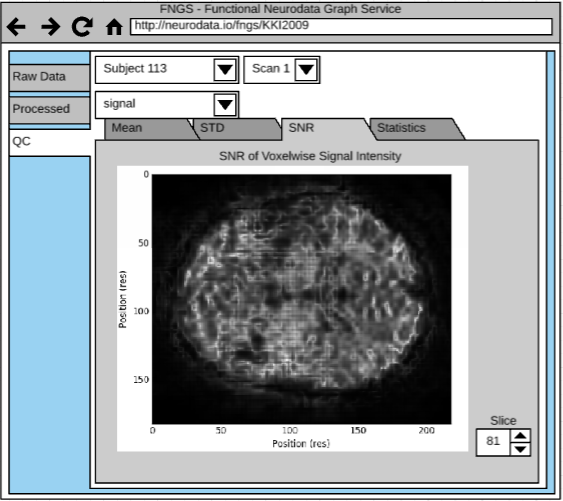 FNGS - Functional Neurodata Graph Service
http://neurodata.io/fngs/KKI2009
Raw Data
Processed
QC
Subject 113
Scan 1
signal
Mean
STD
SNR
Statistics
SNR of Voxelwise Signal Intensity
0
50
100
150
Position (res)
0
50
100
150
200
Position (res)
Slice
81